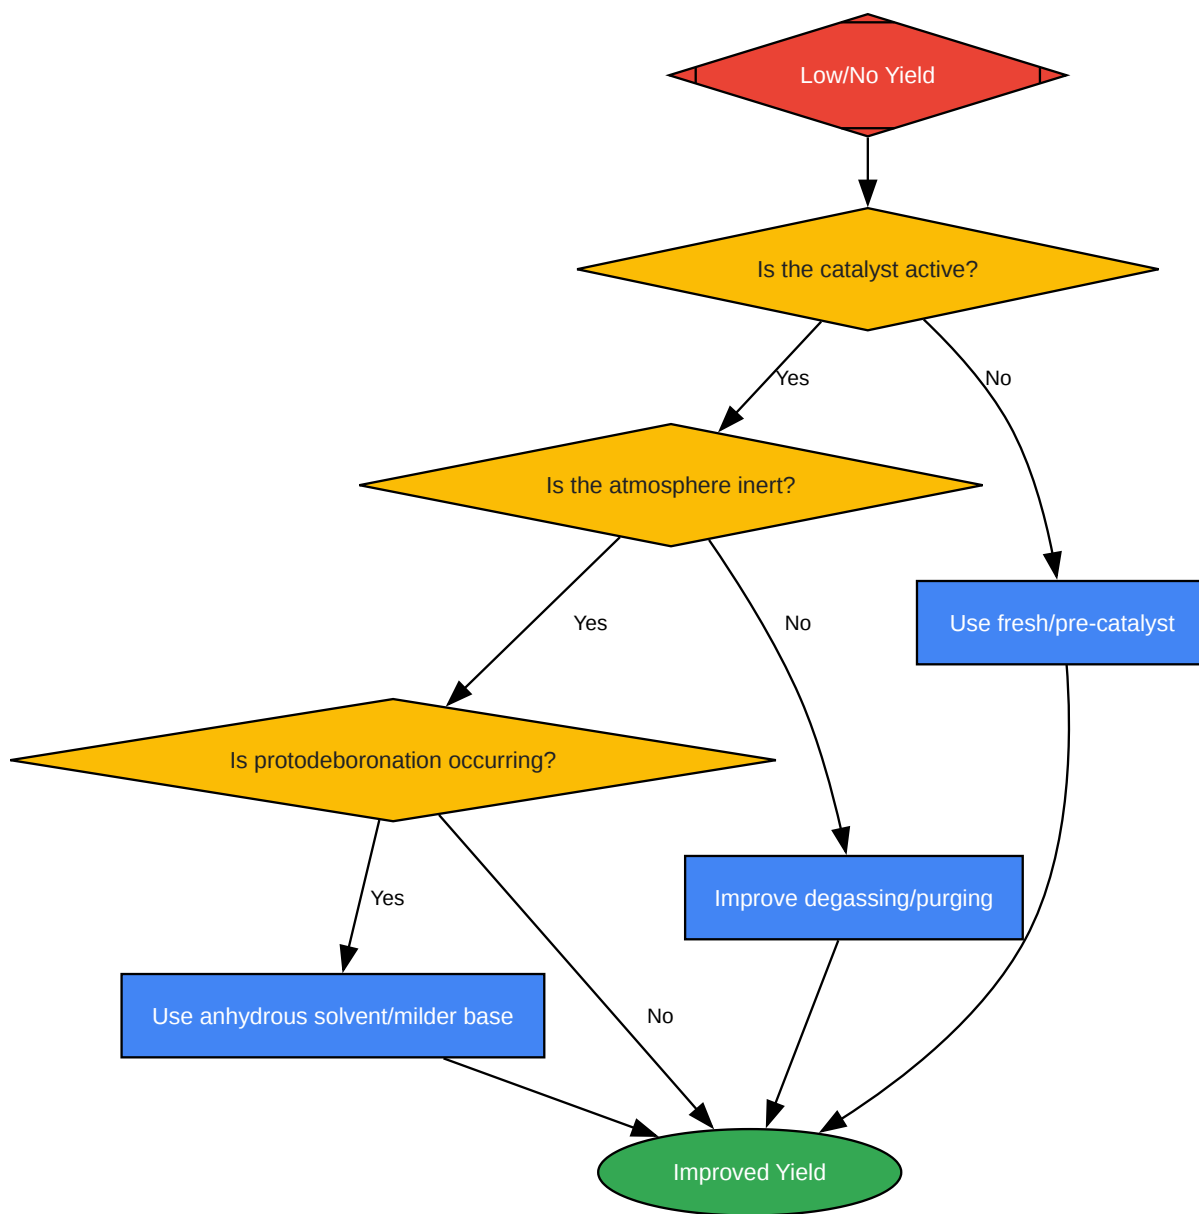 Low/No Yield
Is the catalyst active?
Yes
No
Is the atmosphere inert?
Yes
No
Use fresh/pre-catalyst
Is protodeboronation occurring?
Yes
Improve degassing/purging
Use anhydrous solvent/milder base
No
Improved Yield